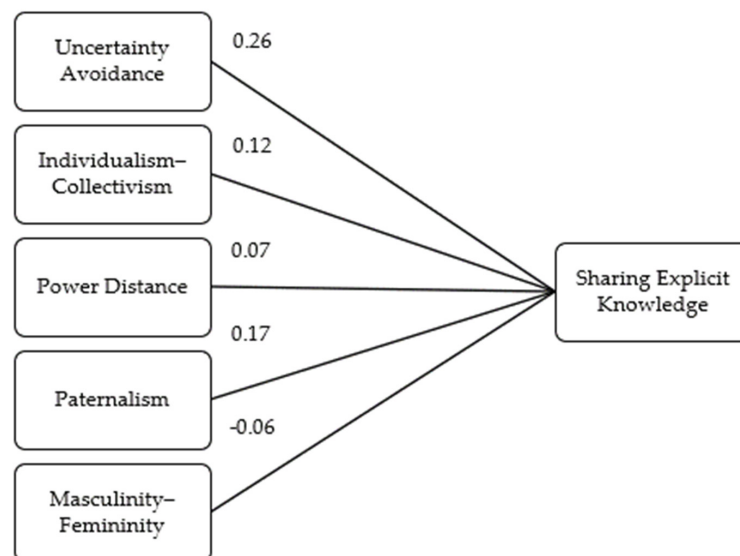 Uncertainty
Avoidance
0.26
Individualism–
Collectivism
0.12
Power Distance
0.07
Paternalism
0.17
Masculinity–
Femininity
-0.06
Sharing Explicit
Knowledge